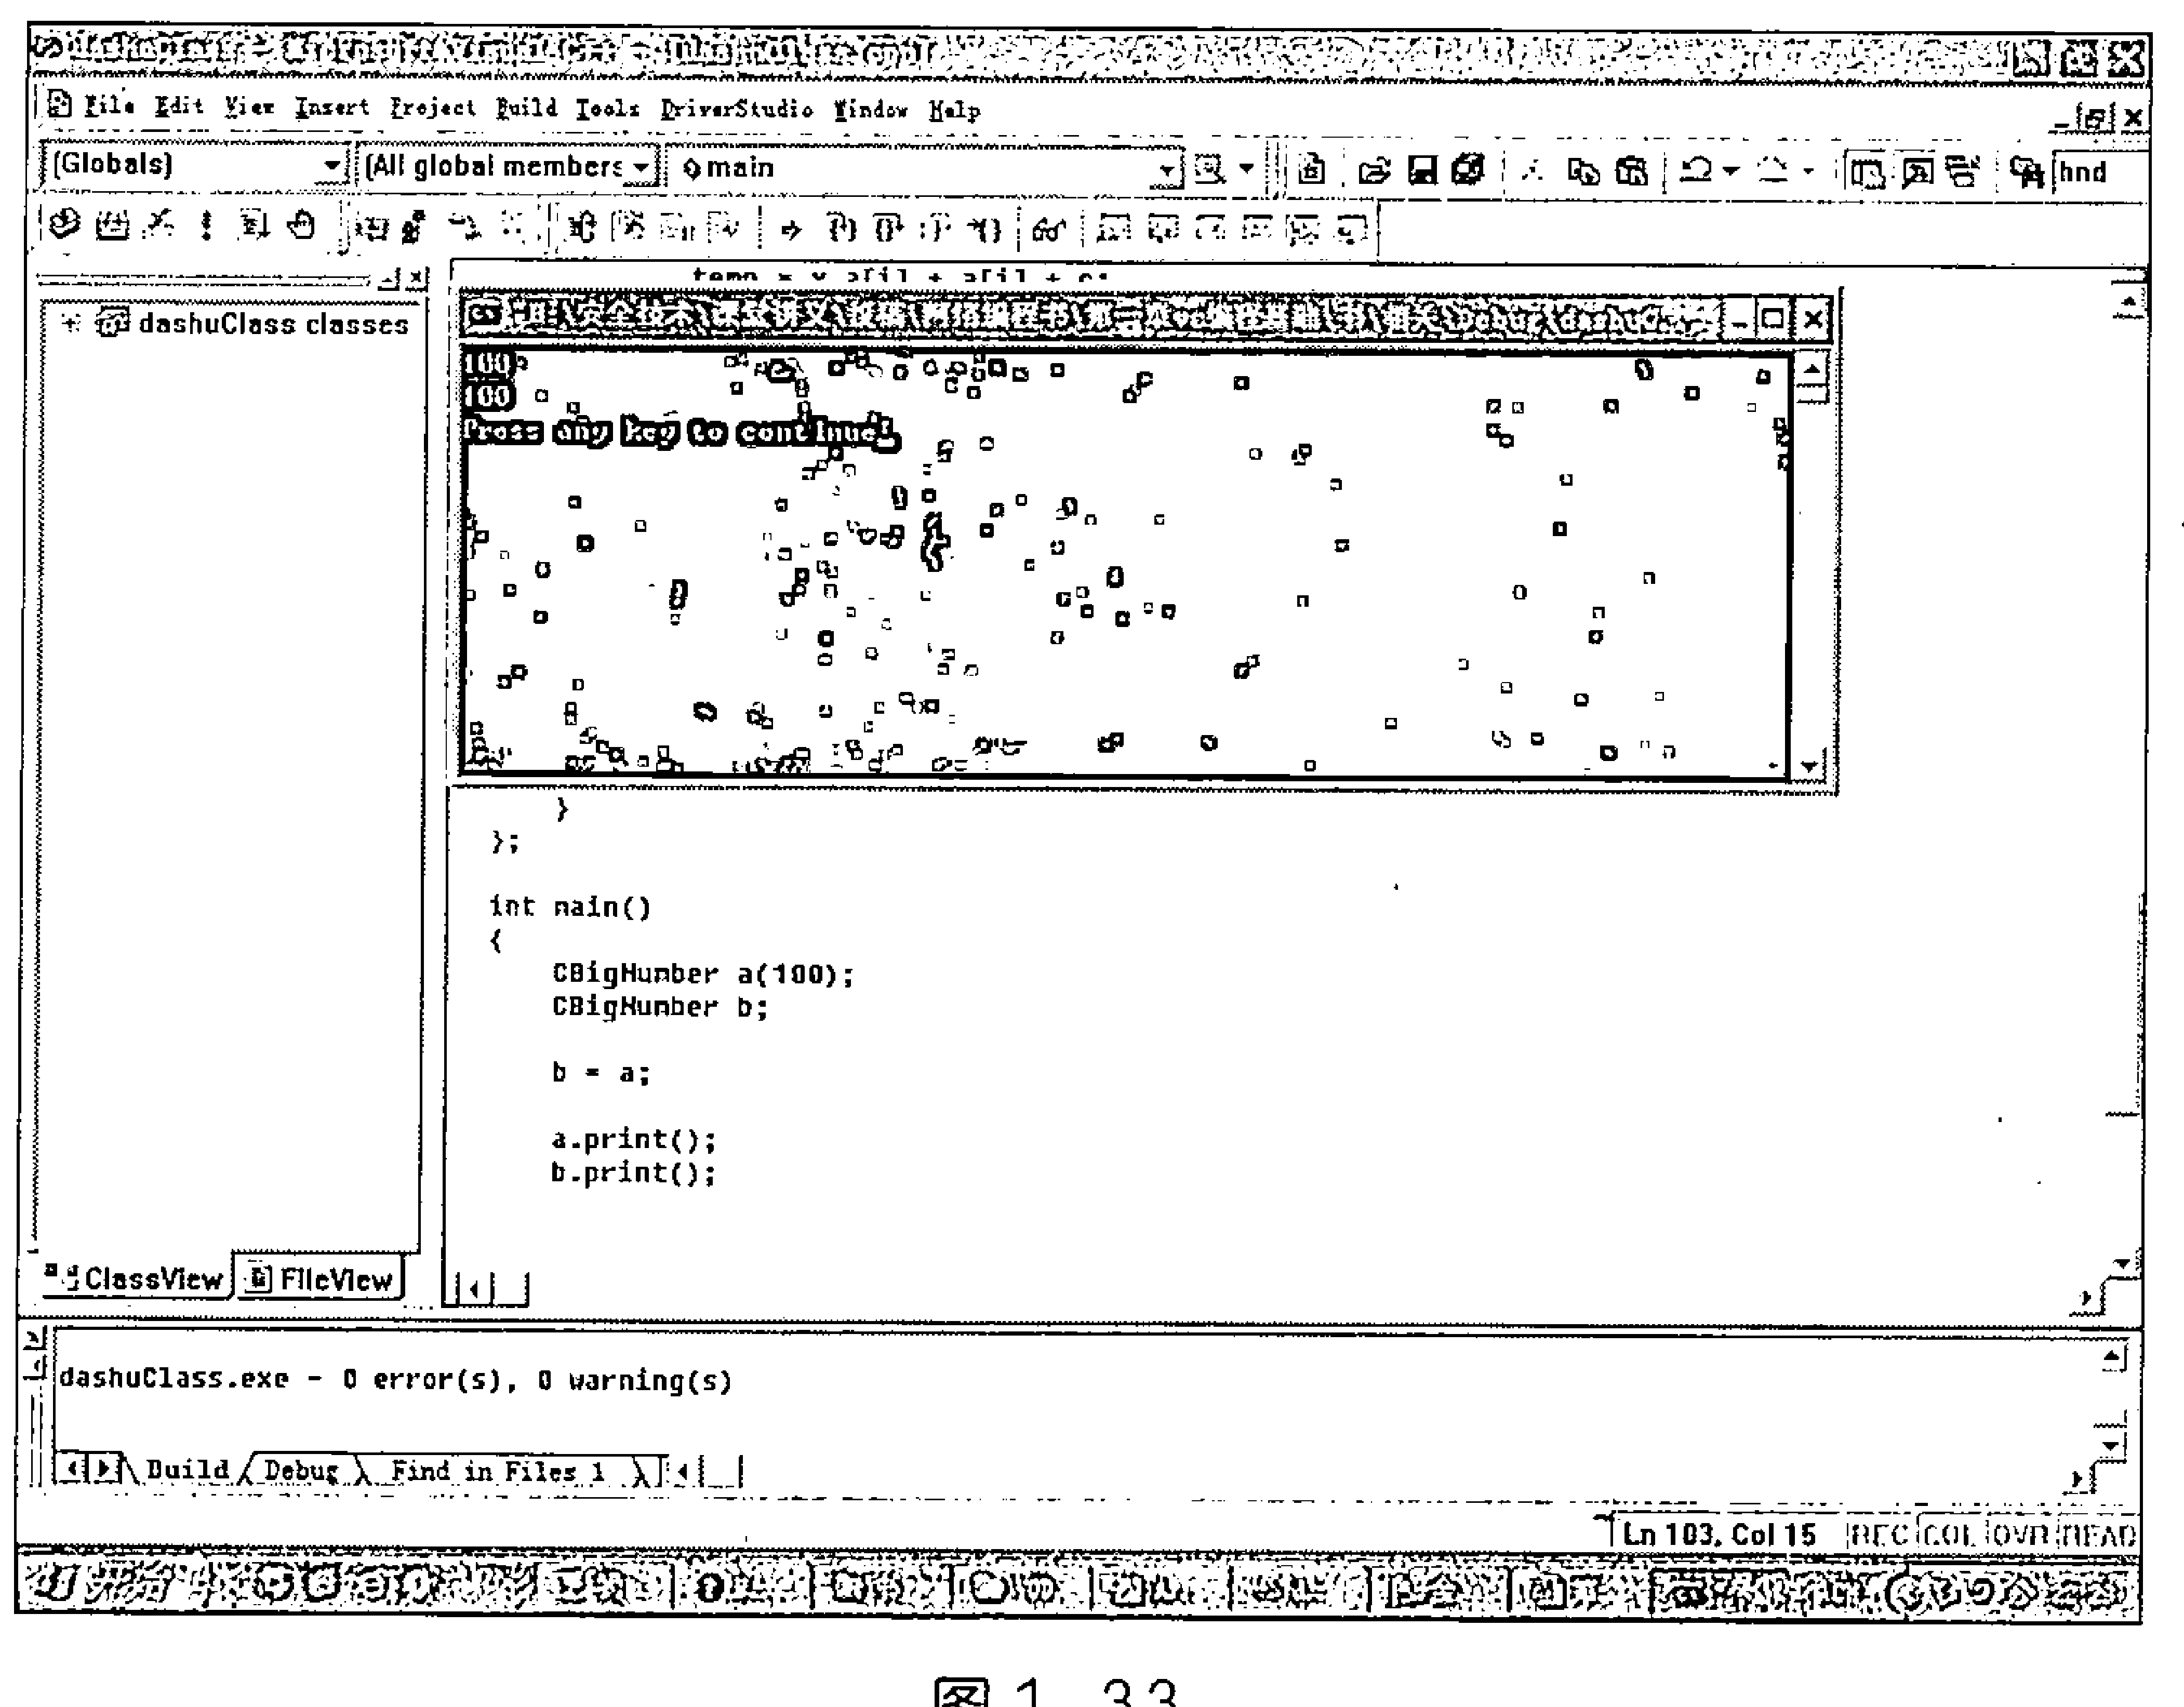 File Edit View Insert Project Build Tools DriverStudio Window Help
(Globals) (All global members main hnd
dashuClass classes
100
100
Press any key to continue
}
};
int main()
{
CBigNumber a(100);
CBigNumber b;
b = a;
a.print();
b.print();
ClassView FileView
dashuClass.exe - 0 error(s), 0 warning(s)
Build Debug Find in Files 1
Ln 103, Col 15 REC COL OVR READ
图 1 33